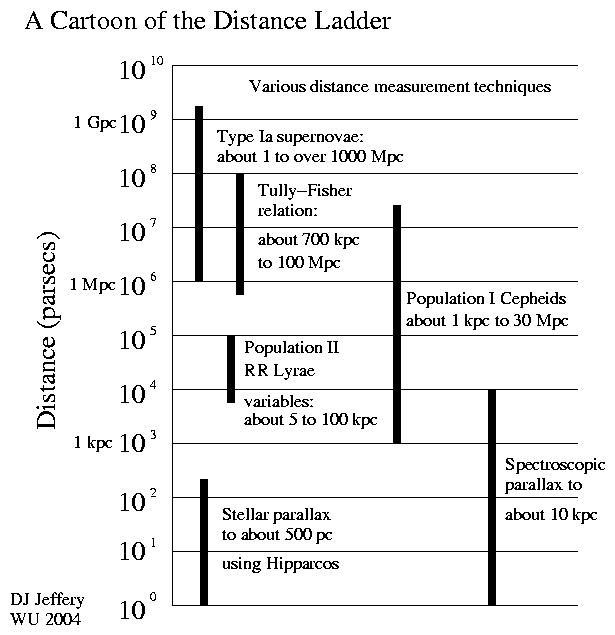 A Cartoon of the Distance Ladder
10^10
Various distance measurement techniques
1 Gpc 10^9
Type Ia supernovae:
about 1 to over 1000 Mpc
10^8
Tully−Fisher
relation:
about 700 kpc
to 100 Mpc
10^7
1 Mpc 10^6
Population I Cepheids
about 1 kpc to 30 Mpc
10^5
Population II
RR Lyrae
variables:
about 5 to 100 kpc
10^4
1 kpc 10^3
Spectroscopic
parallax to
about 10 kpc
10^2
Stellar parallax
to about 500 pc
using Hipparcos
10^1
10^0
Distance (parsecs)
DJ Jeffery
WU 2004